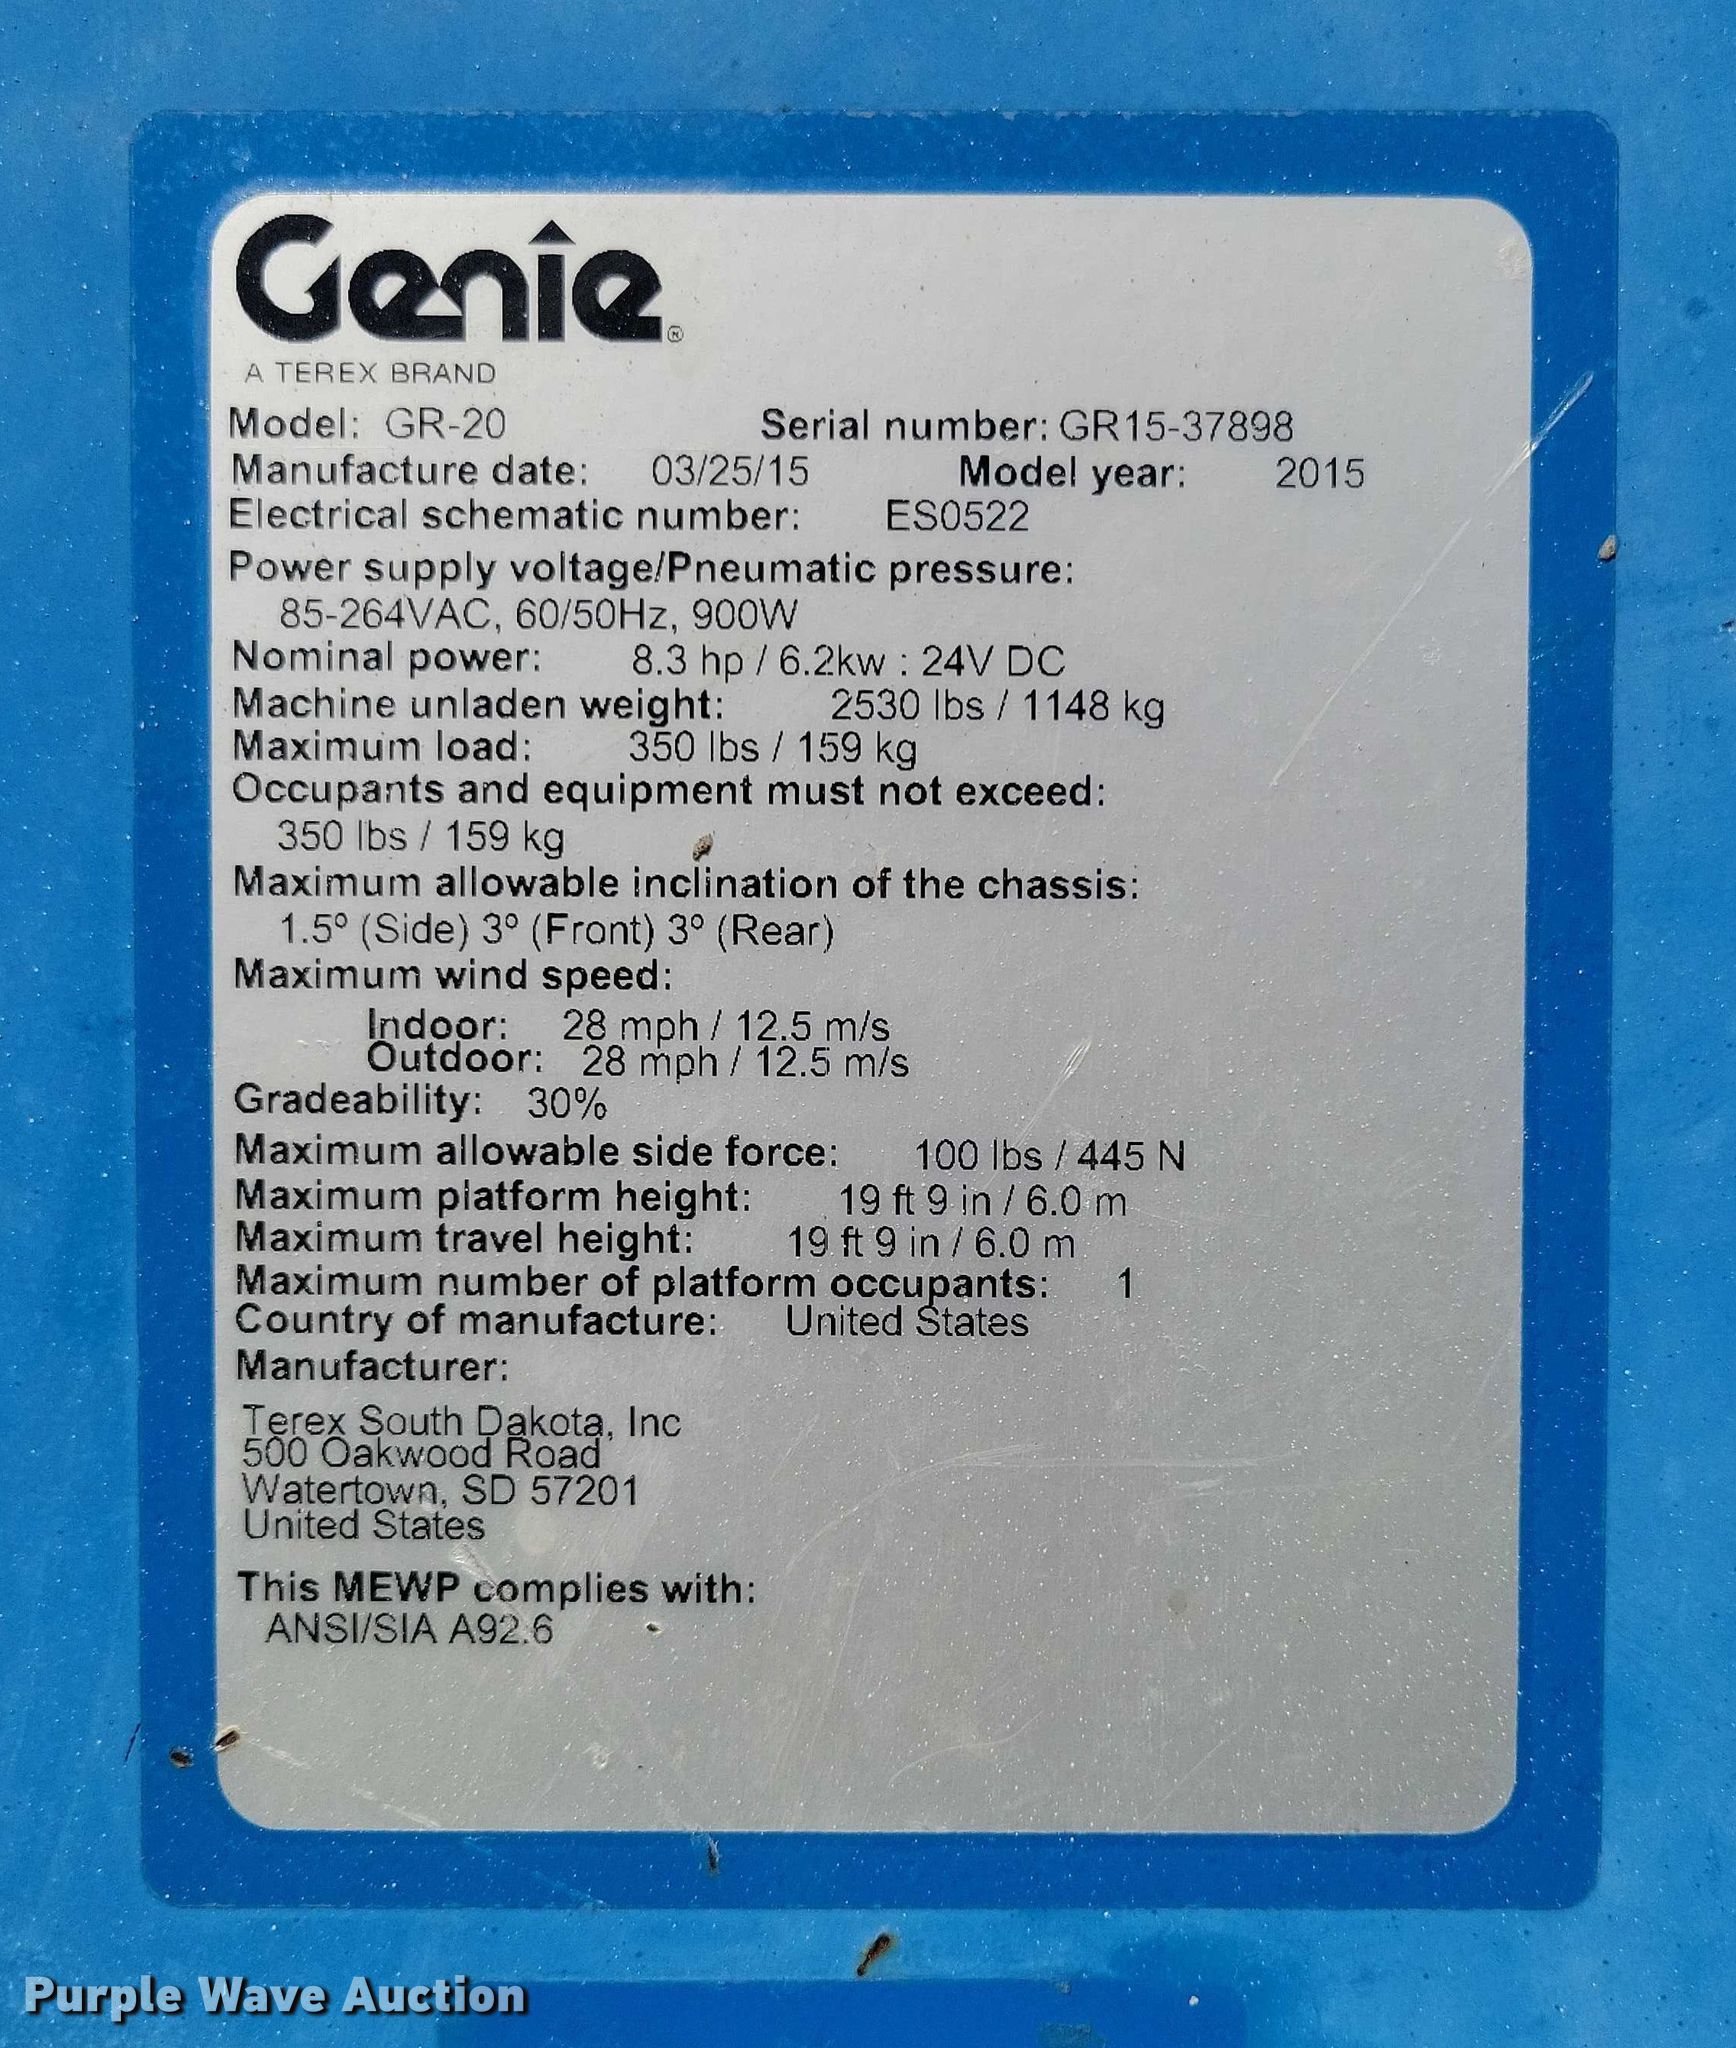 Genie®
A TEREX BRAND
Model: GR-20 Serial number: GR15-37898
Manufacture date: 03/25/15 Model year: 2015
Electrical schematic number: ES0522
Power supply voltage/Pneumatic pressure:
85-264VAC, 60/50Hz, 900W
Nominal power: 8.3 hp / 6.2kw : 24V DC
Machine unladen weight: 2530 lbs / 1148 kg
Maximum load: 350 lbs / 159 kg
Occupants and equipment must not exceed:
350 lbs / 159 kg
Maximum allowable inclination of the chassis:
1.5º (Side) 3º (Front) 3º (Rear)
Maximum wind speed:
Indoor: 28 mph / 12.5 m/s
Outdoor: 28 mph / 12.5 m/s
Gradeability: 30%
Maximum allowable side force: 100 lbs / 445 N
Maximum platform height: 19 ft 9 in / 6.0 m
Maximum travel height: 19 ft 9 in / 6.0 m
Maximum number of platform occupants: 1
Country of manufacture: United States
Manufacturer:
Terex South Dakota, Inc
500 Oakwood Road
Watertown, SD 57201
United States
This MEWP complies with:
ANSI/SIA A92.6
Purple Wave Auction